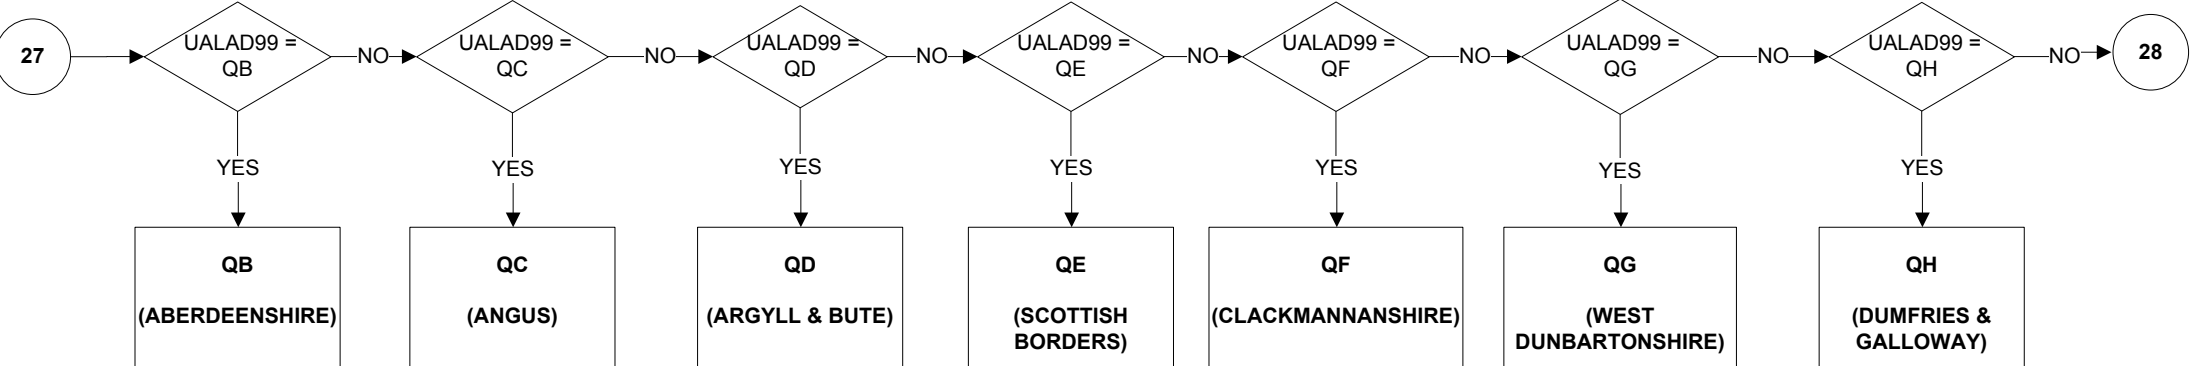 27
UALAD99 =
QB
NO
UALAD99 =
QC
NO
UALAD99 =
QD
NO
UALAD99 =
QE
NO
UALAD99 =
QF
NO
UALAD99 =
QG
NO
UALAD99 =
QH
NO
28
YES
YES
YES
YES
YES
YES
YES
QB
(ABERDEENSHIRE)
QC
(ANGUS)
QD
(ARGYLL & BUTE)
QE
(SCOTTISH
BORDERS)
QF
(CLACKMANNANSHIRE)
QG
(WEST
DUNBARTONSHIRE)
QH
(DUMFRIES &
GALLOWAY)